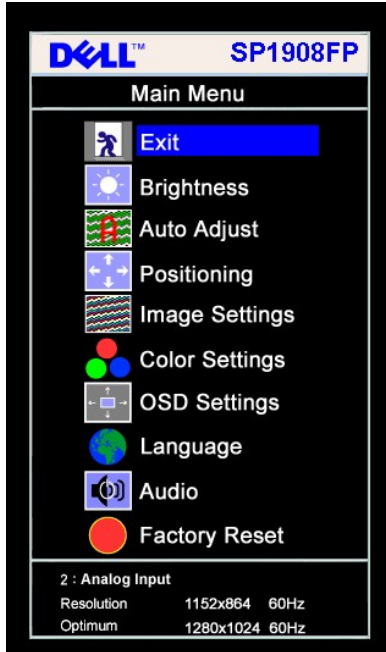 DELL™ SP1908FP
Main Menu
Exit
Brightness
Auto Adjust
Positioning
Image Settings
Color Settings
OSD Settings
Language
Audio
Factory Reset
2 : Analog Input
Resolution 1152x864 60Hz
Optimum 1280x1024 60Hz